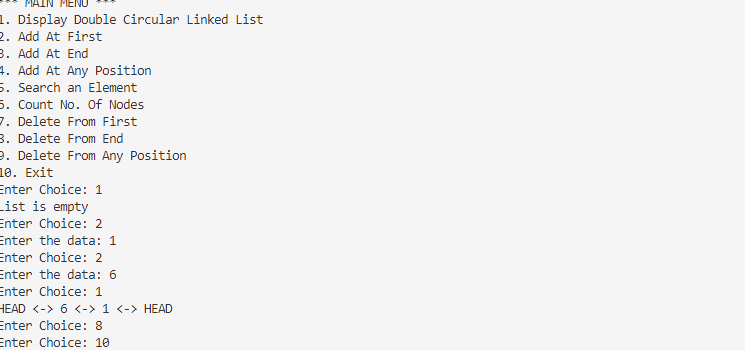 *** MAIN MENU ***
1. Display Double Circular Linked List
2. Add At First
3. Add At End
4. Add At Any Position
5. Search an Element
6. Count No. Of Nodes
7. Delete From First
8. Delete From End
9. Delete From Any Position
10. Exit
Enter Choice: 1
List is empty
Enter Choice: 2
Enter the data: 1
Enter Choice: 2
Enter the data: 6
Enter Choice: 1
HEAD <-> 6 <-> 1 <-> HEAD
Enter Choice: 8
Enter Choice: 10